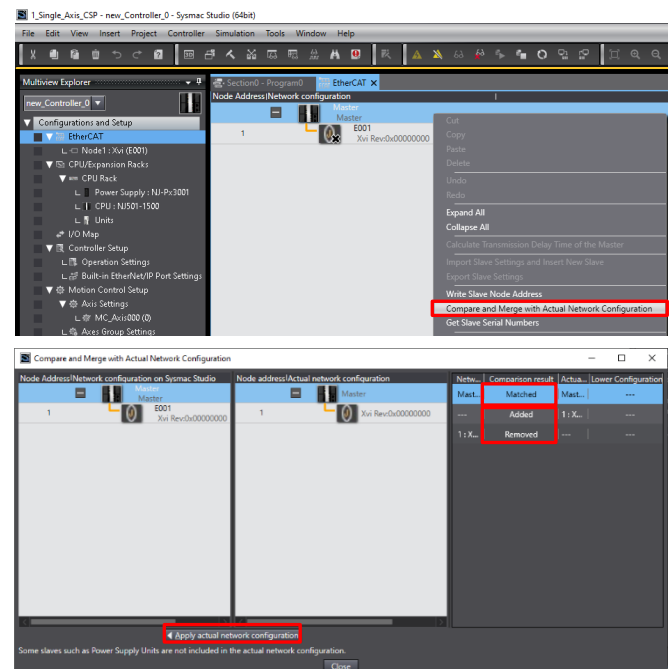 1_Single_Axis_CSP - new_Controller_0 - Sysmac Studio (64bit)
File Edit View Insert Project Controller Simulation Tools Window Help
Multiview Explorer
new_Controller_0
Configurations and Setup
EtherCAT
Node1 : Xvi (E001)
CPU/Expansion Racks
CPU Rack
Power Supply : NJ-Px3001
CPU : NJ501-1500
Units
I/O Map
Controller Setup
Operation Settings
Built-in EtherNet/IP Port Settings
Motion Control Setup
Axis Settings
MC_Axis000 (0)
Axes Group Settings
Section0 - Program0 EtherCAT
Node Address|Network configuration
Master
Master
1 E001
Xvi Rev:0x00000000
Cut
Copy
Paste
Delete
Undo
Redo
Expand All
Collapse All
Calculate Transmission Delay Time of the Master
Import Slave Settings and Insert New Slave
Export Slave Settings
Write Slave Node Address
Compare and Merge with Actual Network Configuration
Get Slave Serial Numbers
Compare and Merge with Actual Network Configuration
Node Address|Network configuration on Sysmac Studio
Master
Master
1 E001
Xvi Rev:0x00000000
Node address|Actual network configuration
Master
1 Xvi Rev:0x00000000
Netw... Comparison result Actua... Lower Configuration
Mast... Matched Mast... ---
--- Added 1 : X... ---
1 : X... Removed --- ---
Apply actual network configuration
Some slaves such as Power Supply Units are not included in the actual network configuration.
Close